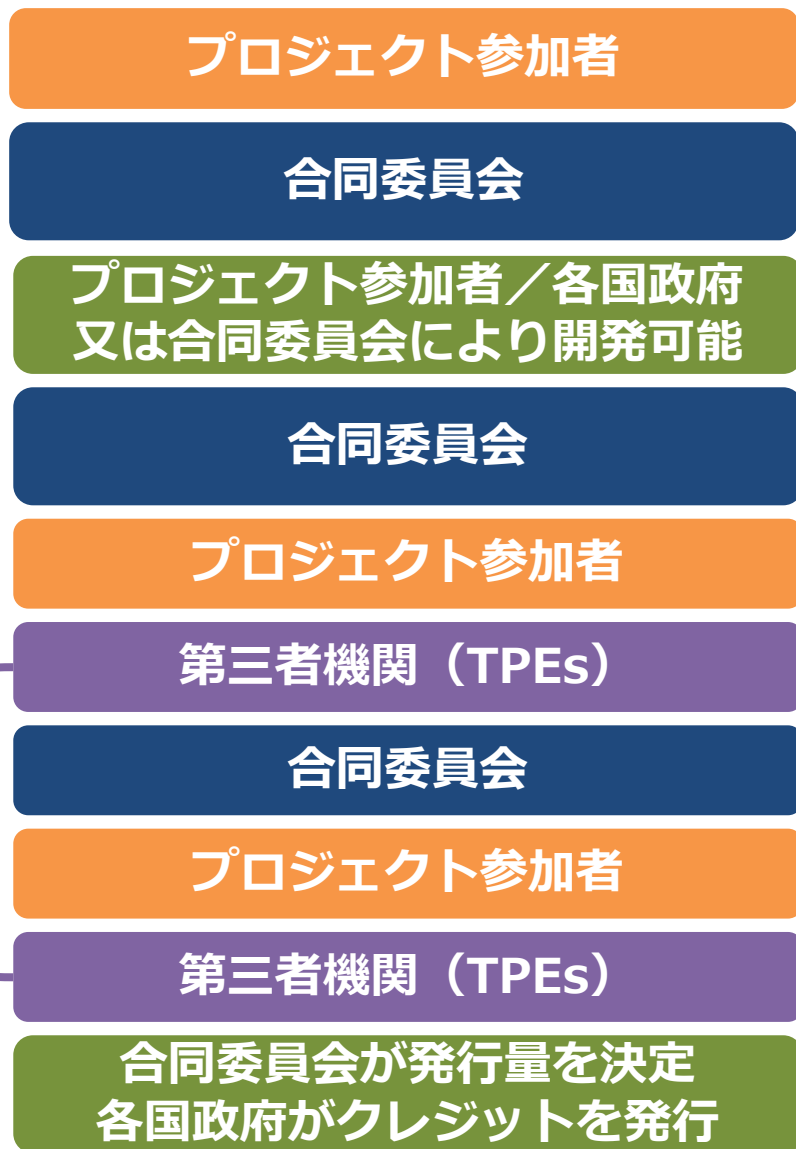 プロジェクト参加者
合同委員会
プロジェクト参加者／各国政府
又は合同委員会により開発可能
合同委員会
プロジェクト参加者
第三者機関（TPEs）
合同委員会
プロジェクト参加者
第三者機関（TPEs）
合同委員会が発行量を決定
各国政府がクレジットを発行